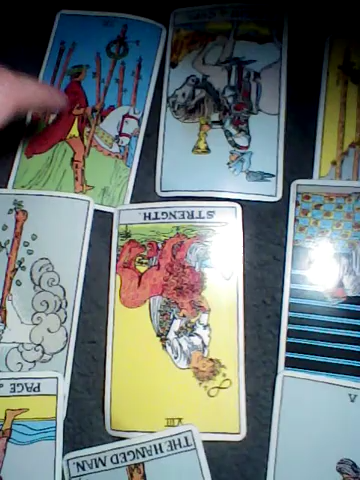 STRENGTH.
VIII
PAGE
V
THE HANGED MAN.